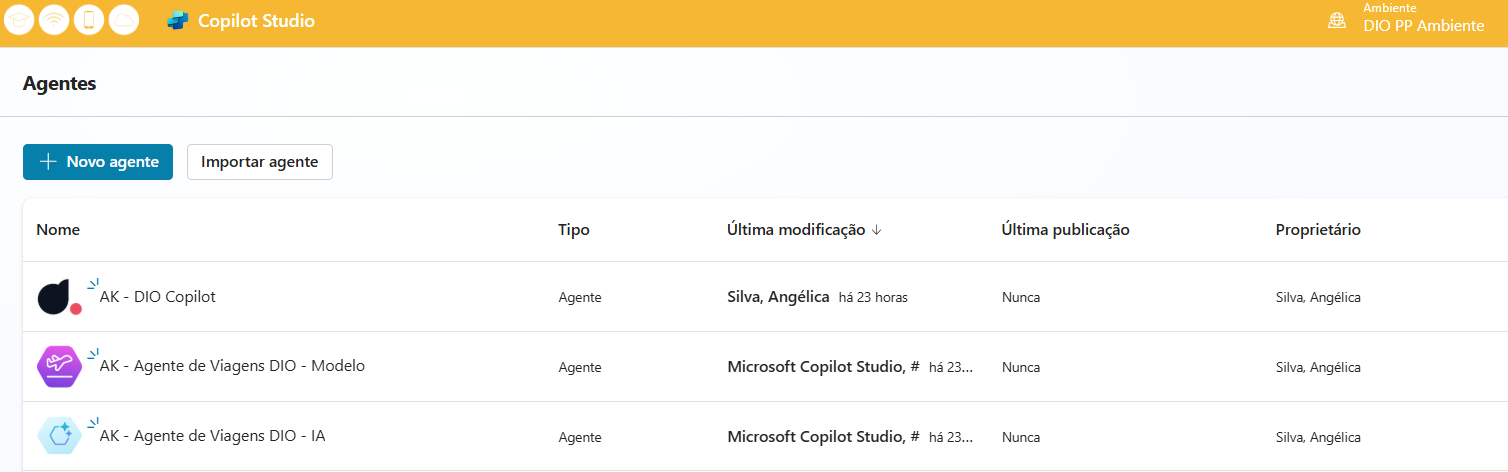 Copilot Studio
Ambiente
DIO PP Ambiente
Agentes
Novo agente
Importar agente
Nome Tipo Última modificação Última publicação Proprietário
AK - DIO Copilot Agente Silva, Angélica há 23 horas Nunca Silva, Angélica
AK - Agente de Viagens DIO - Modelo Agente Microsoft Copilot Studio, # há 23... Nunca Silva, Angélica
AK - Agente de Viagens DIO - IA Agente Microsoft Copilot Studio, # há 23... Nunca Silva, Angélica